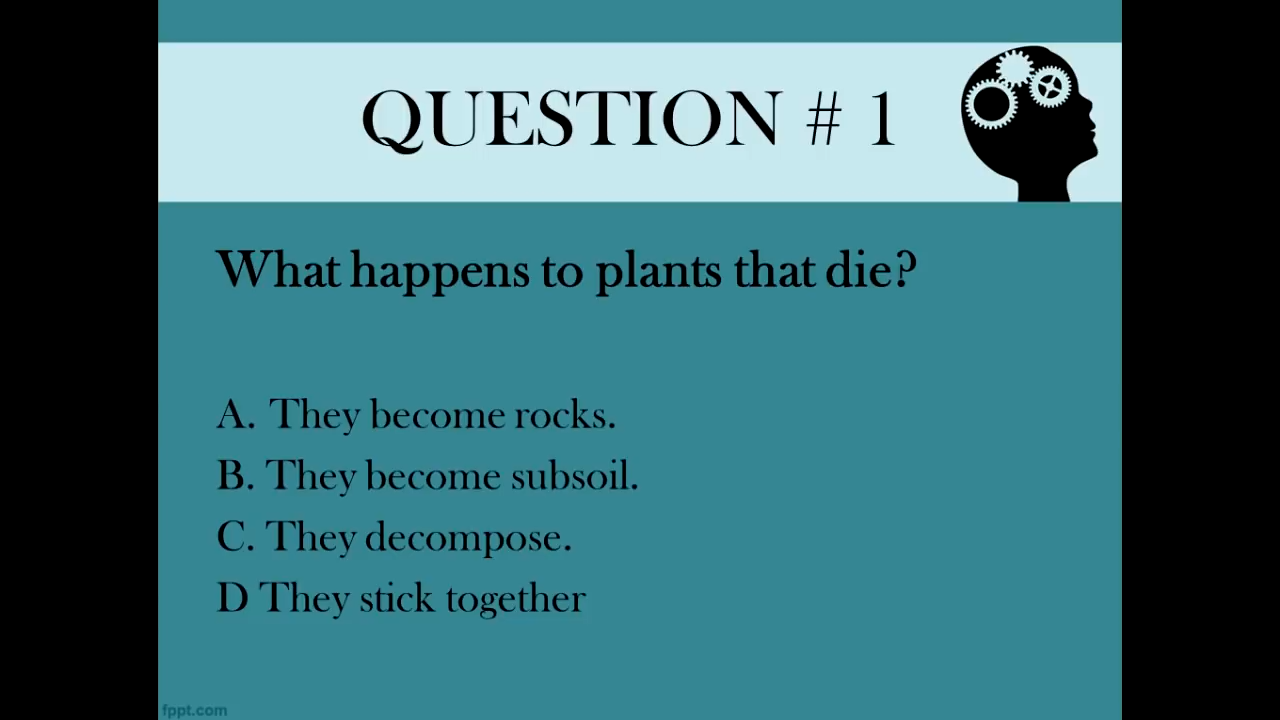 QUESTION # 1
What happens to plants that die?
A. They become rocks.
B. They become subsoil.
C. They decompose.
D They stick together
fppt.com